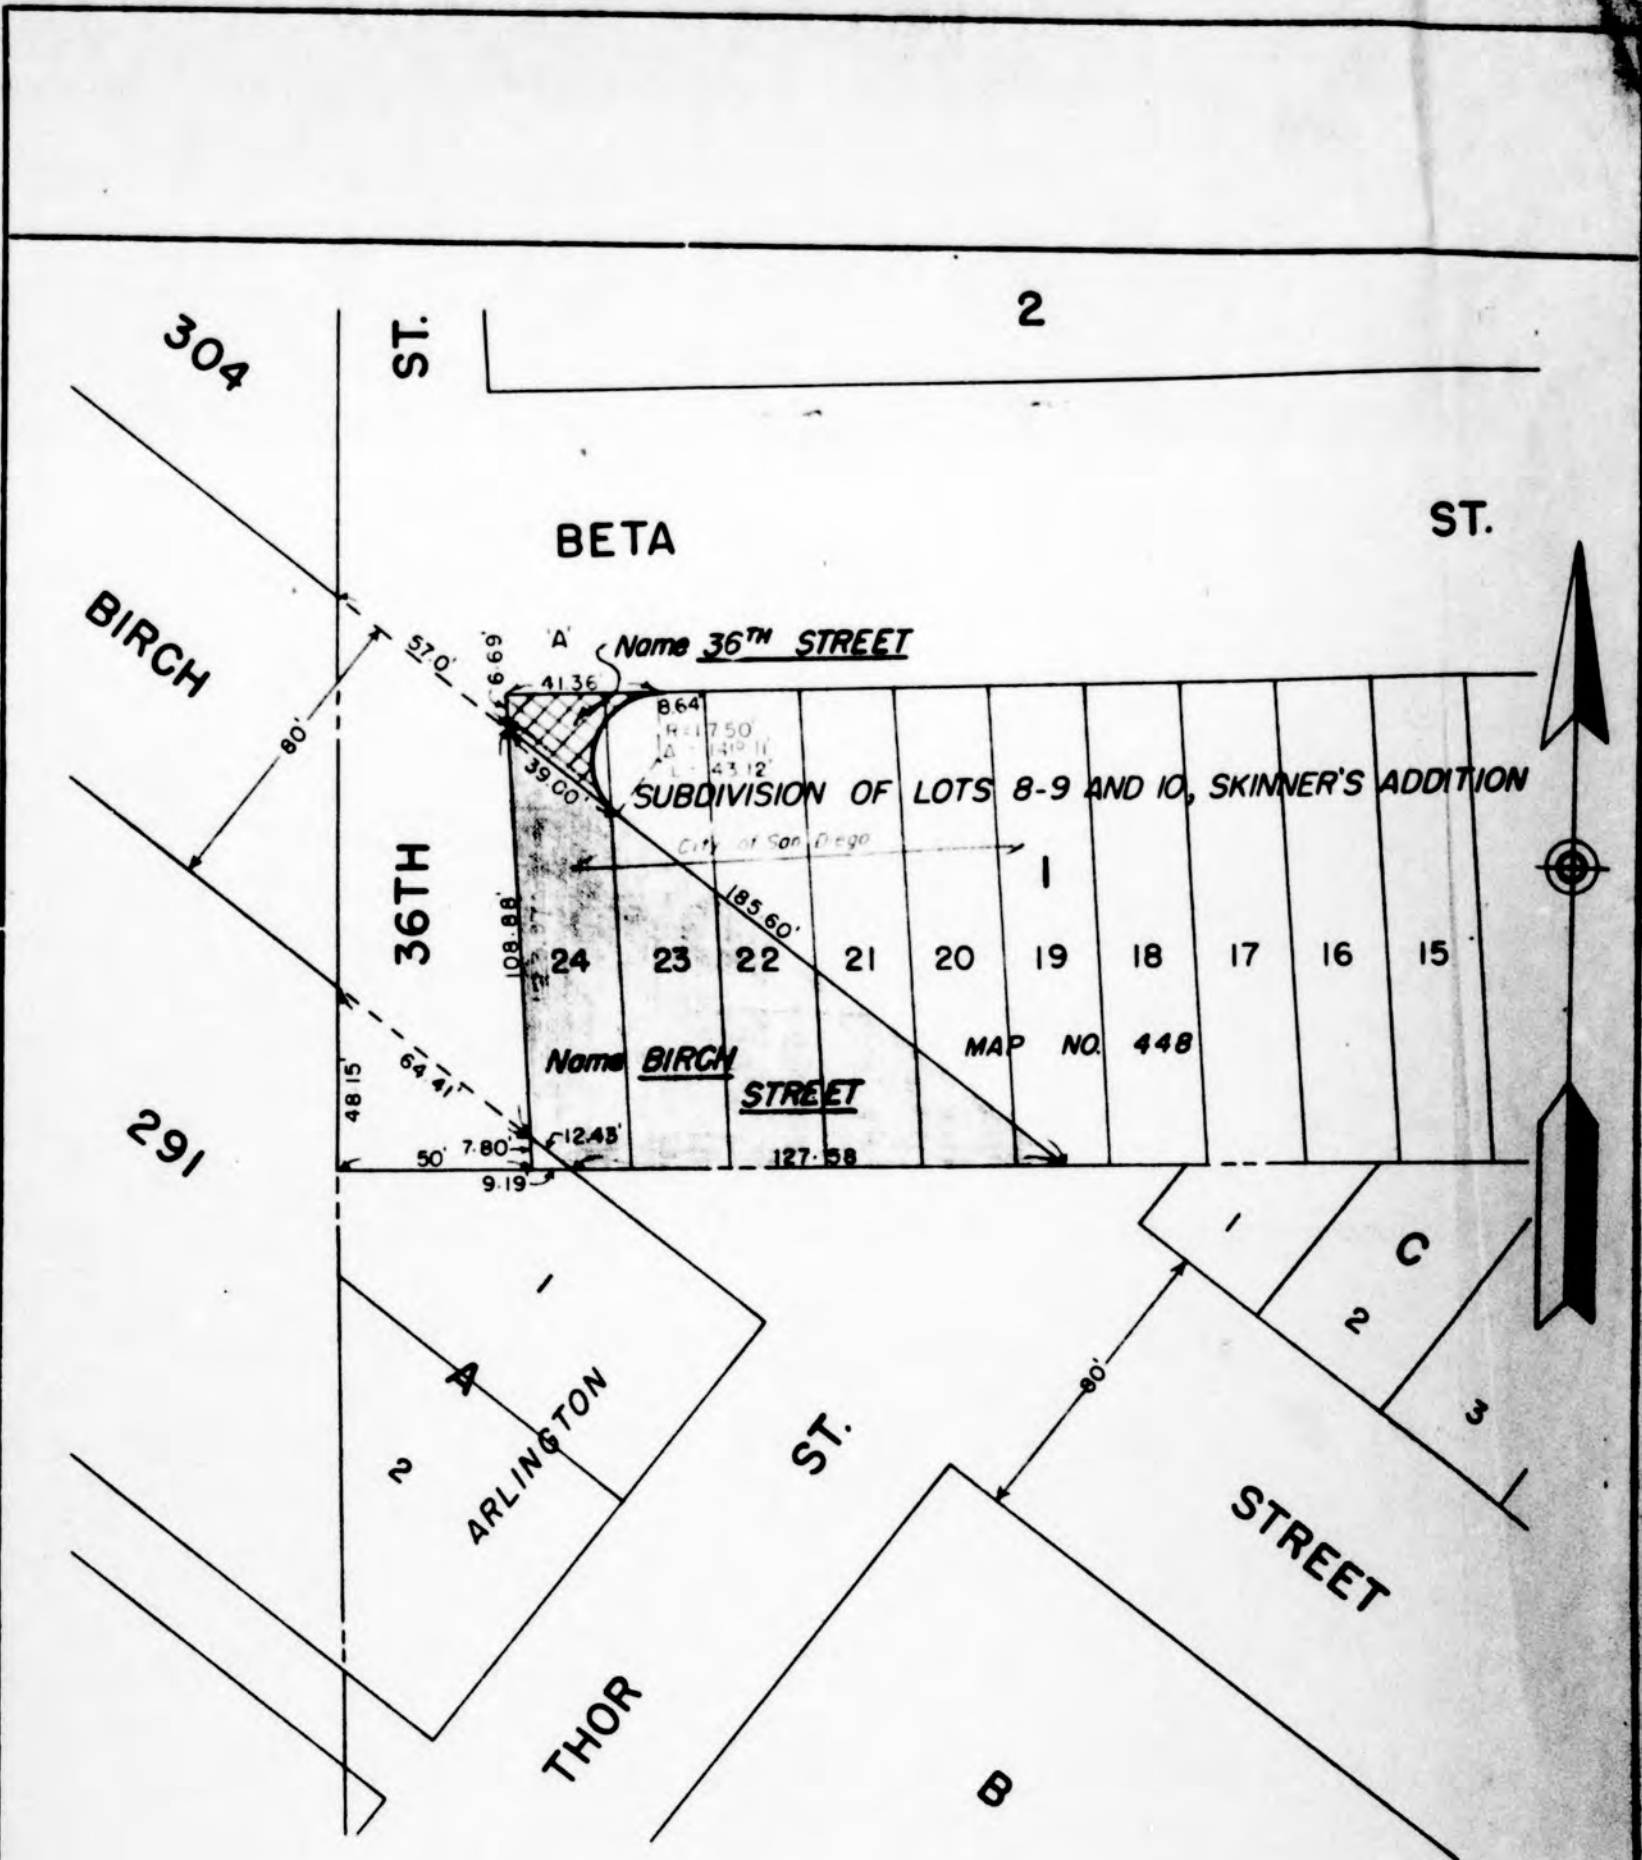 304
ST.
2
BETA
ST.
BIRCH
57.0'
6.69'
'A'
Name 36TH STREET
41.36'
8.64'
R=17.50'
L = 43.12'
80'
39.00'
SUBDIVISION OF LOTS 8-9 AND 10, SKINNER'S ADDITION
City of San Diego
1
36TH
108.88'
185.60'
24 23 22 21 20 19 18 17 16 15
MAP NO. 448
Name BIRCH
STREET
64.41'
48.15'
291
50'
7.80'
12.43'
127.58
9.19
1
C
1
2
3
A
2
ARLINGTON
80'
ST.
STREET
THOR
B